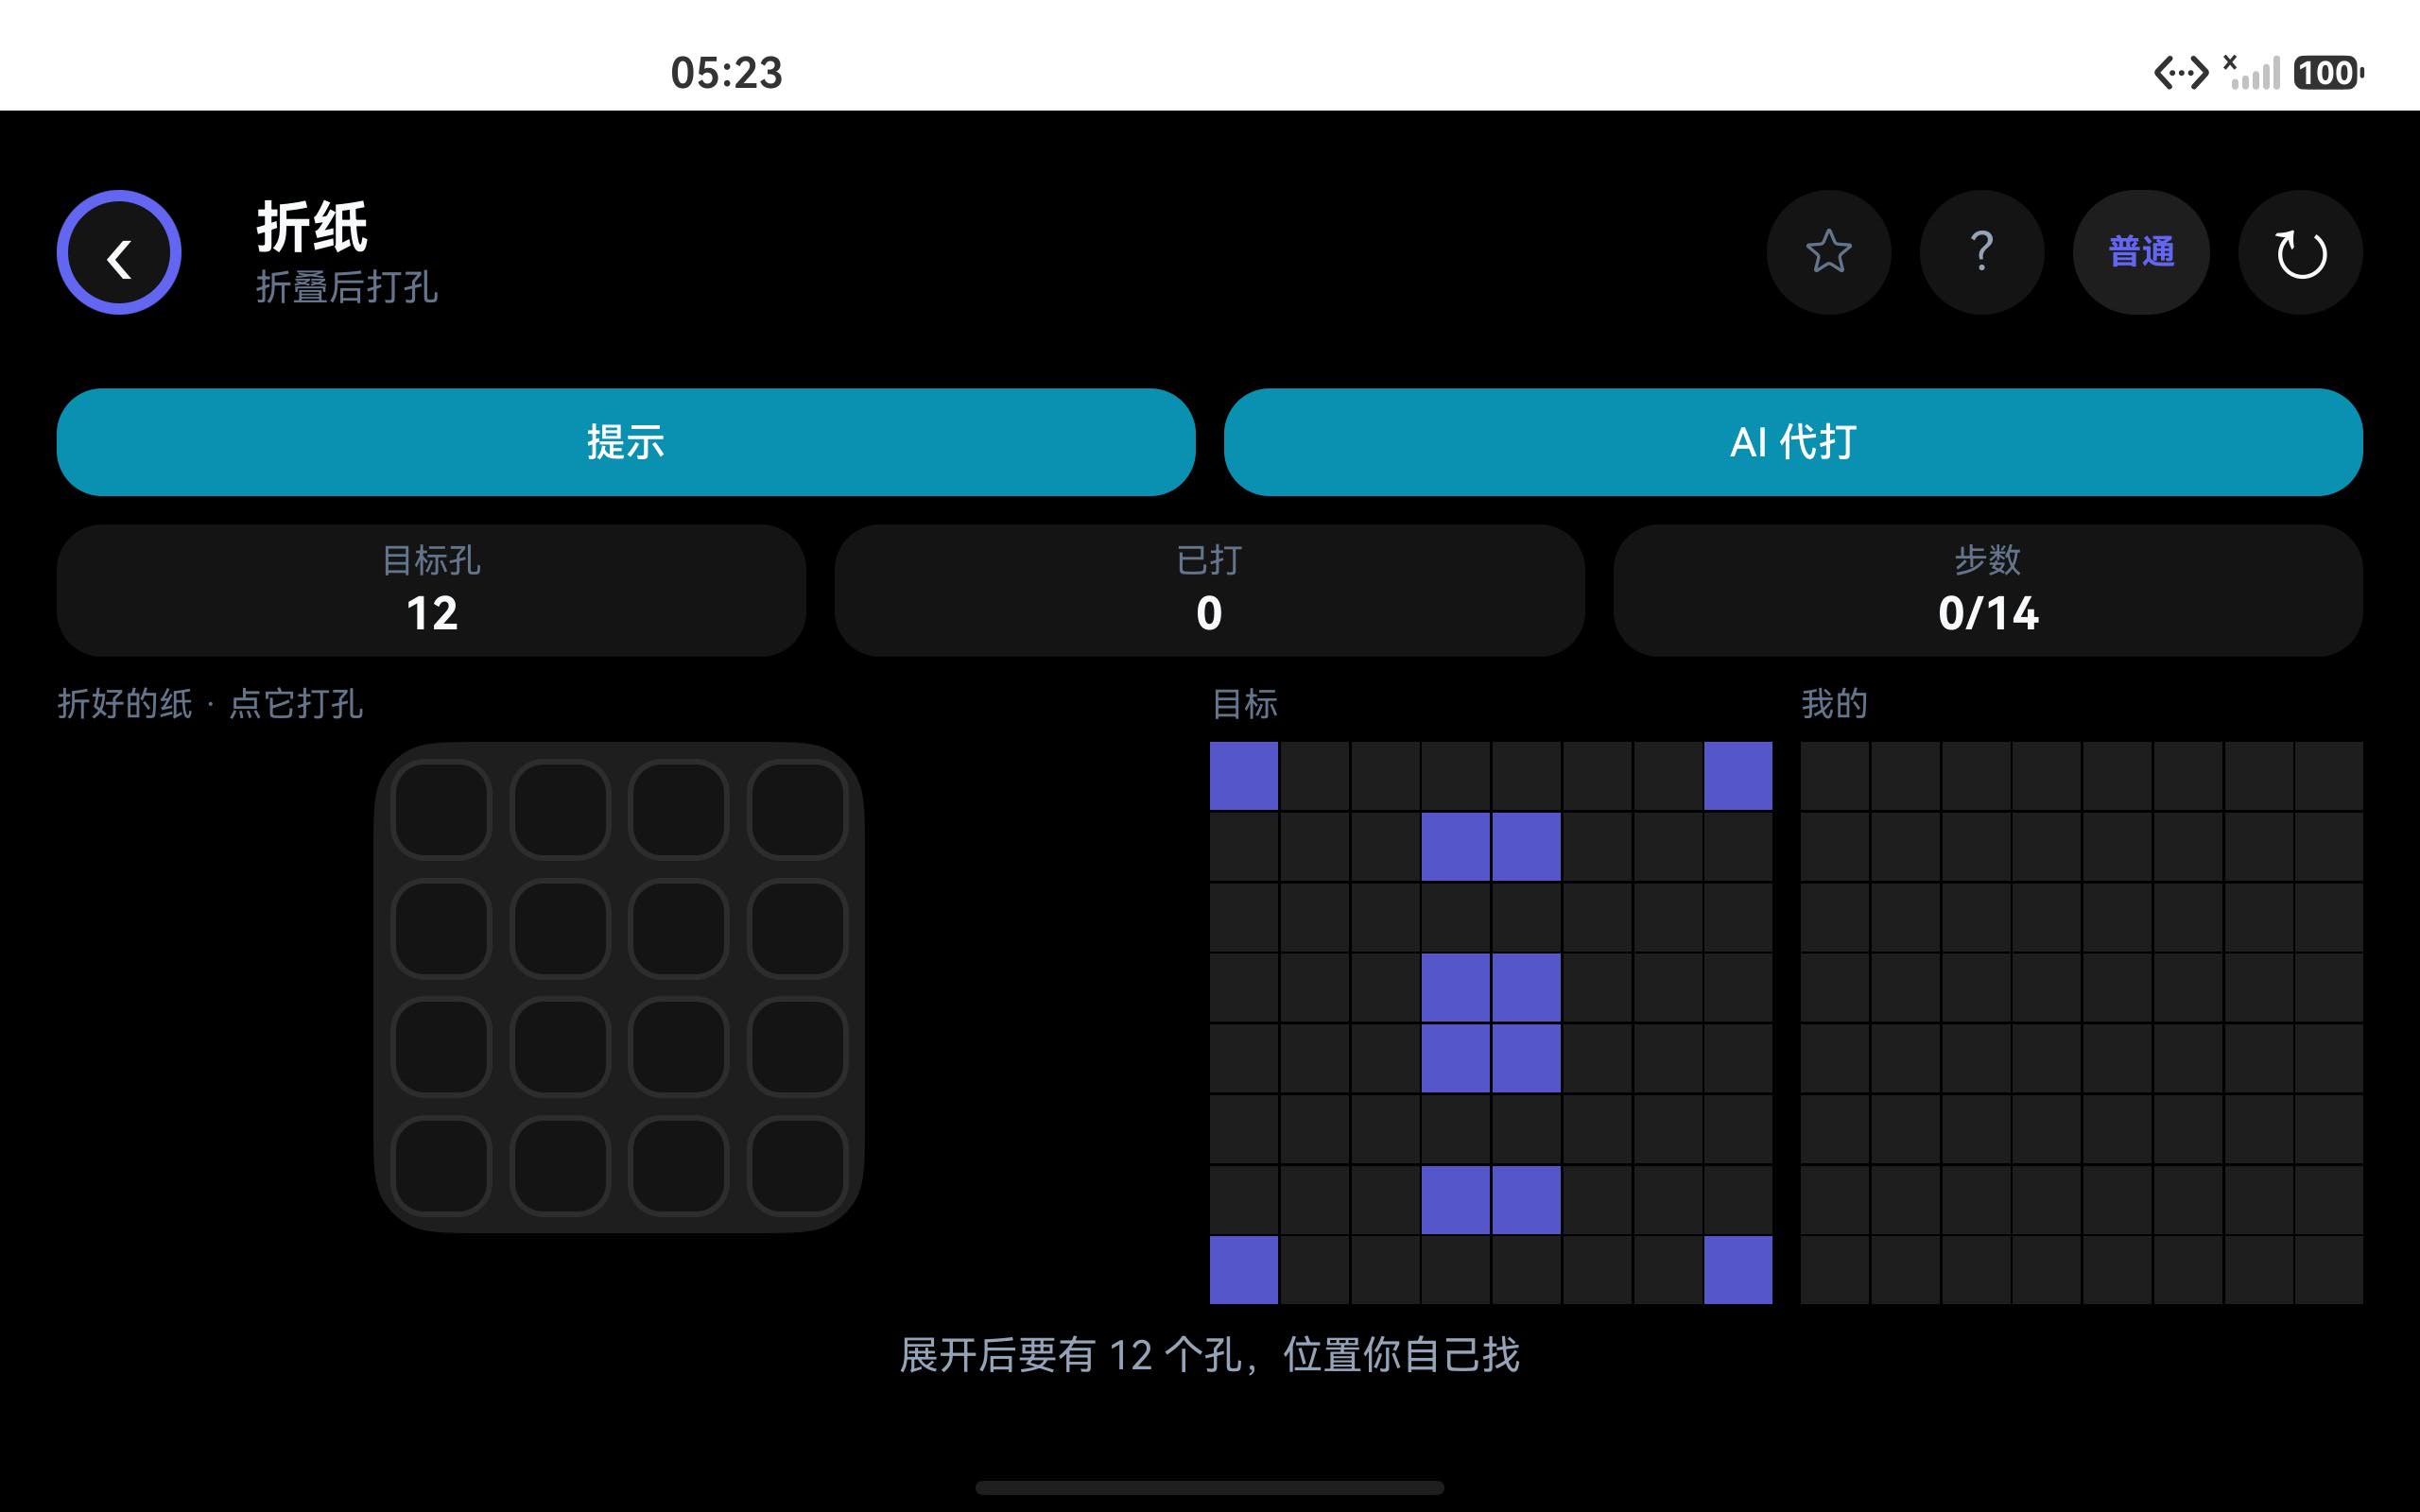 05:23
100
折纸
折叠后打孔
?
普通
提示
AI 代打
目标孔
12
已打
0
步数
0/14
折好的纸 · 点它打孔
目标
我的
展开后要有 12 个孔，位置你自己找